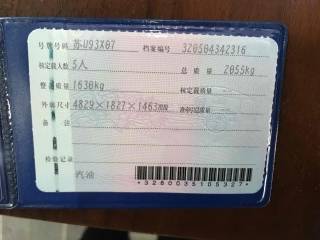 号牌号码 苏U93X07 档案编号 320504342316
核定载人数 5人 总质量 2055kg
整备质量 1630kg 核定载质量
外廓尺寸 4829×1827×1463mm 准牵引总质量
备注
检验记录
汽油
*3280035105327*